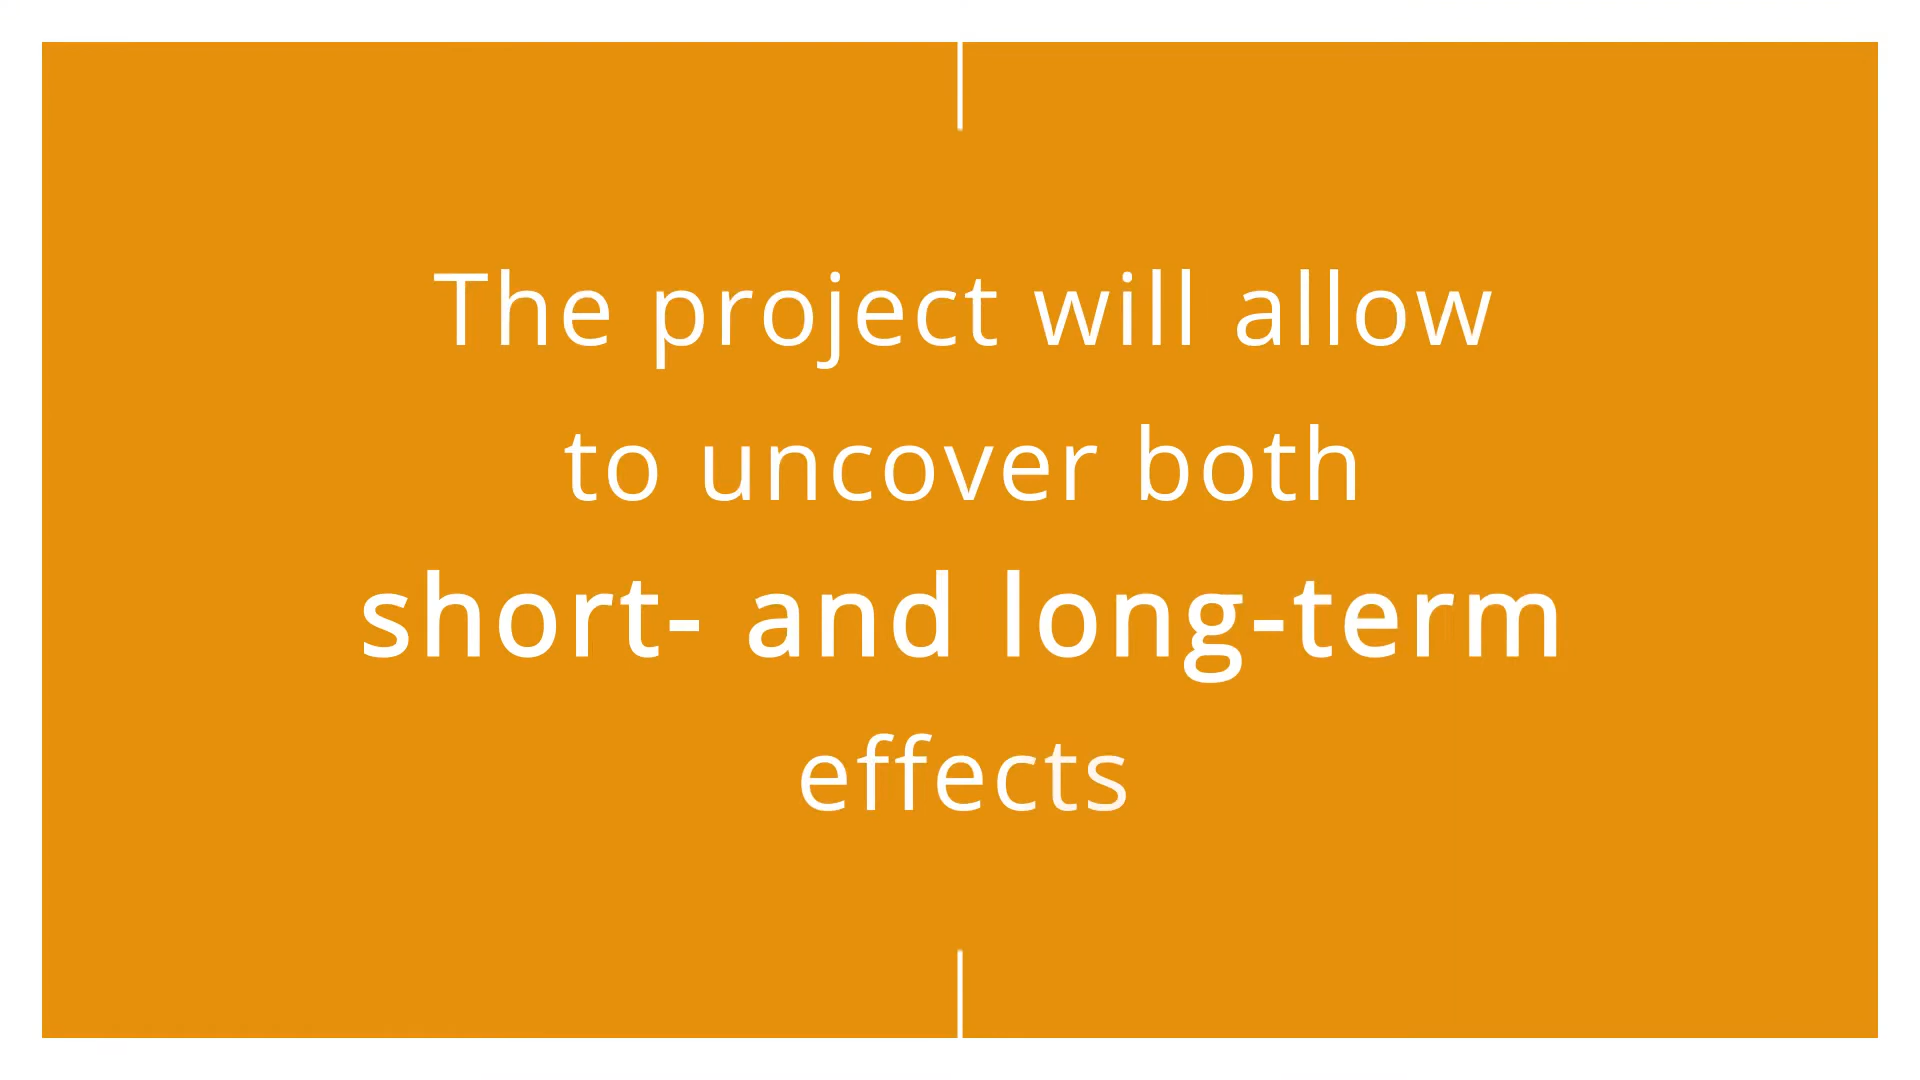 The project will allow
to uncover both
short- and long-term
effects